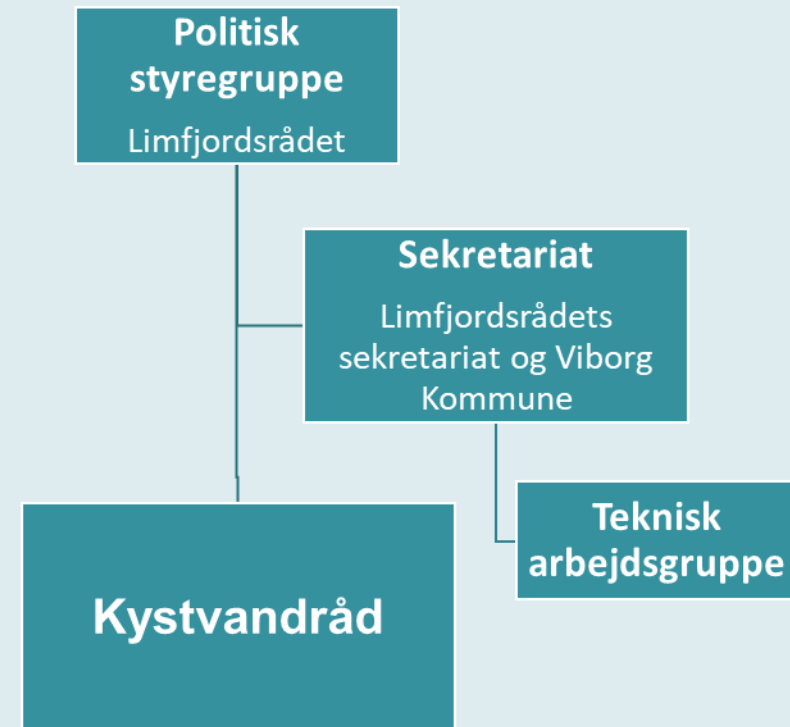 Politisk
styregruppe
Limfjordsrådet
Sekretariat
Limfjordsrådets
sekretariat og Viborg
Kommune
Teknisk
arbejdsgruppe
Kystvandråd